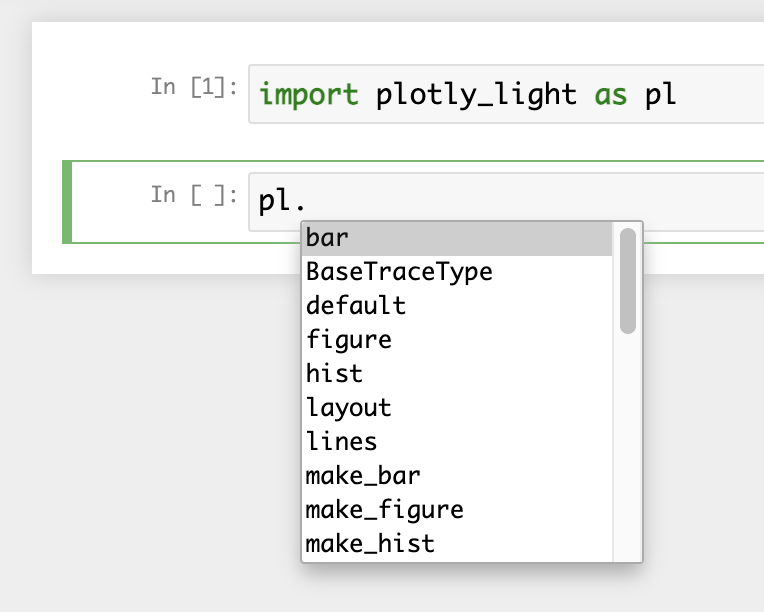 In [1]: import plotly_light as pl
In [ ]: pl.
bar
BaseTraceType
default
figure
hist
layout
lines
make_bar
make_figure
make_hist